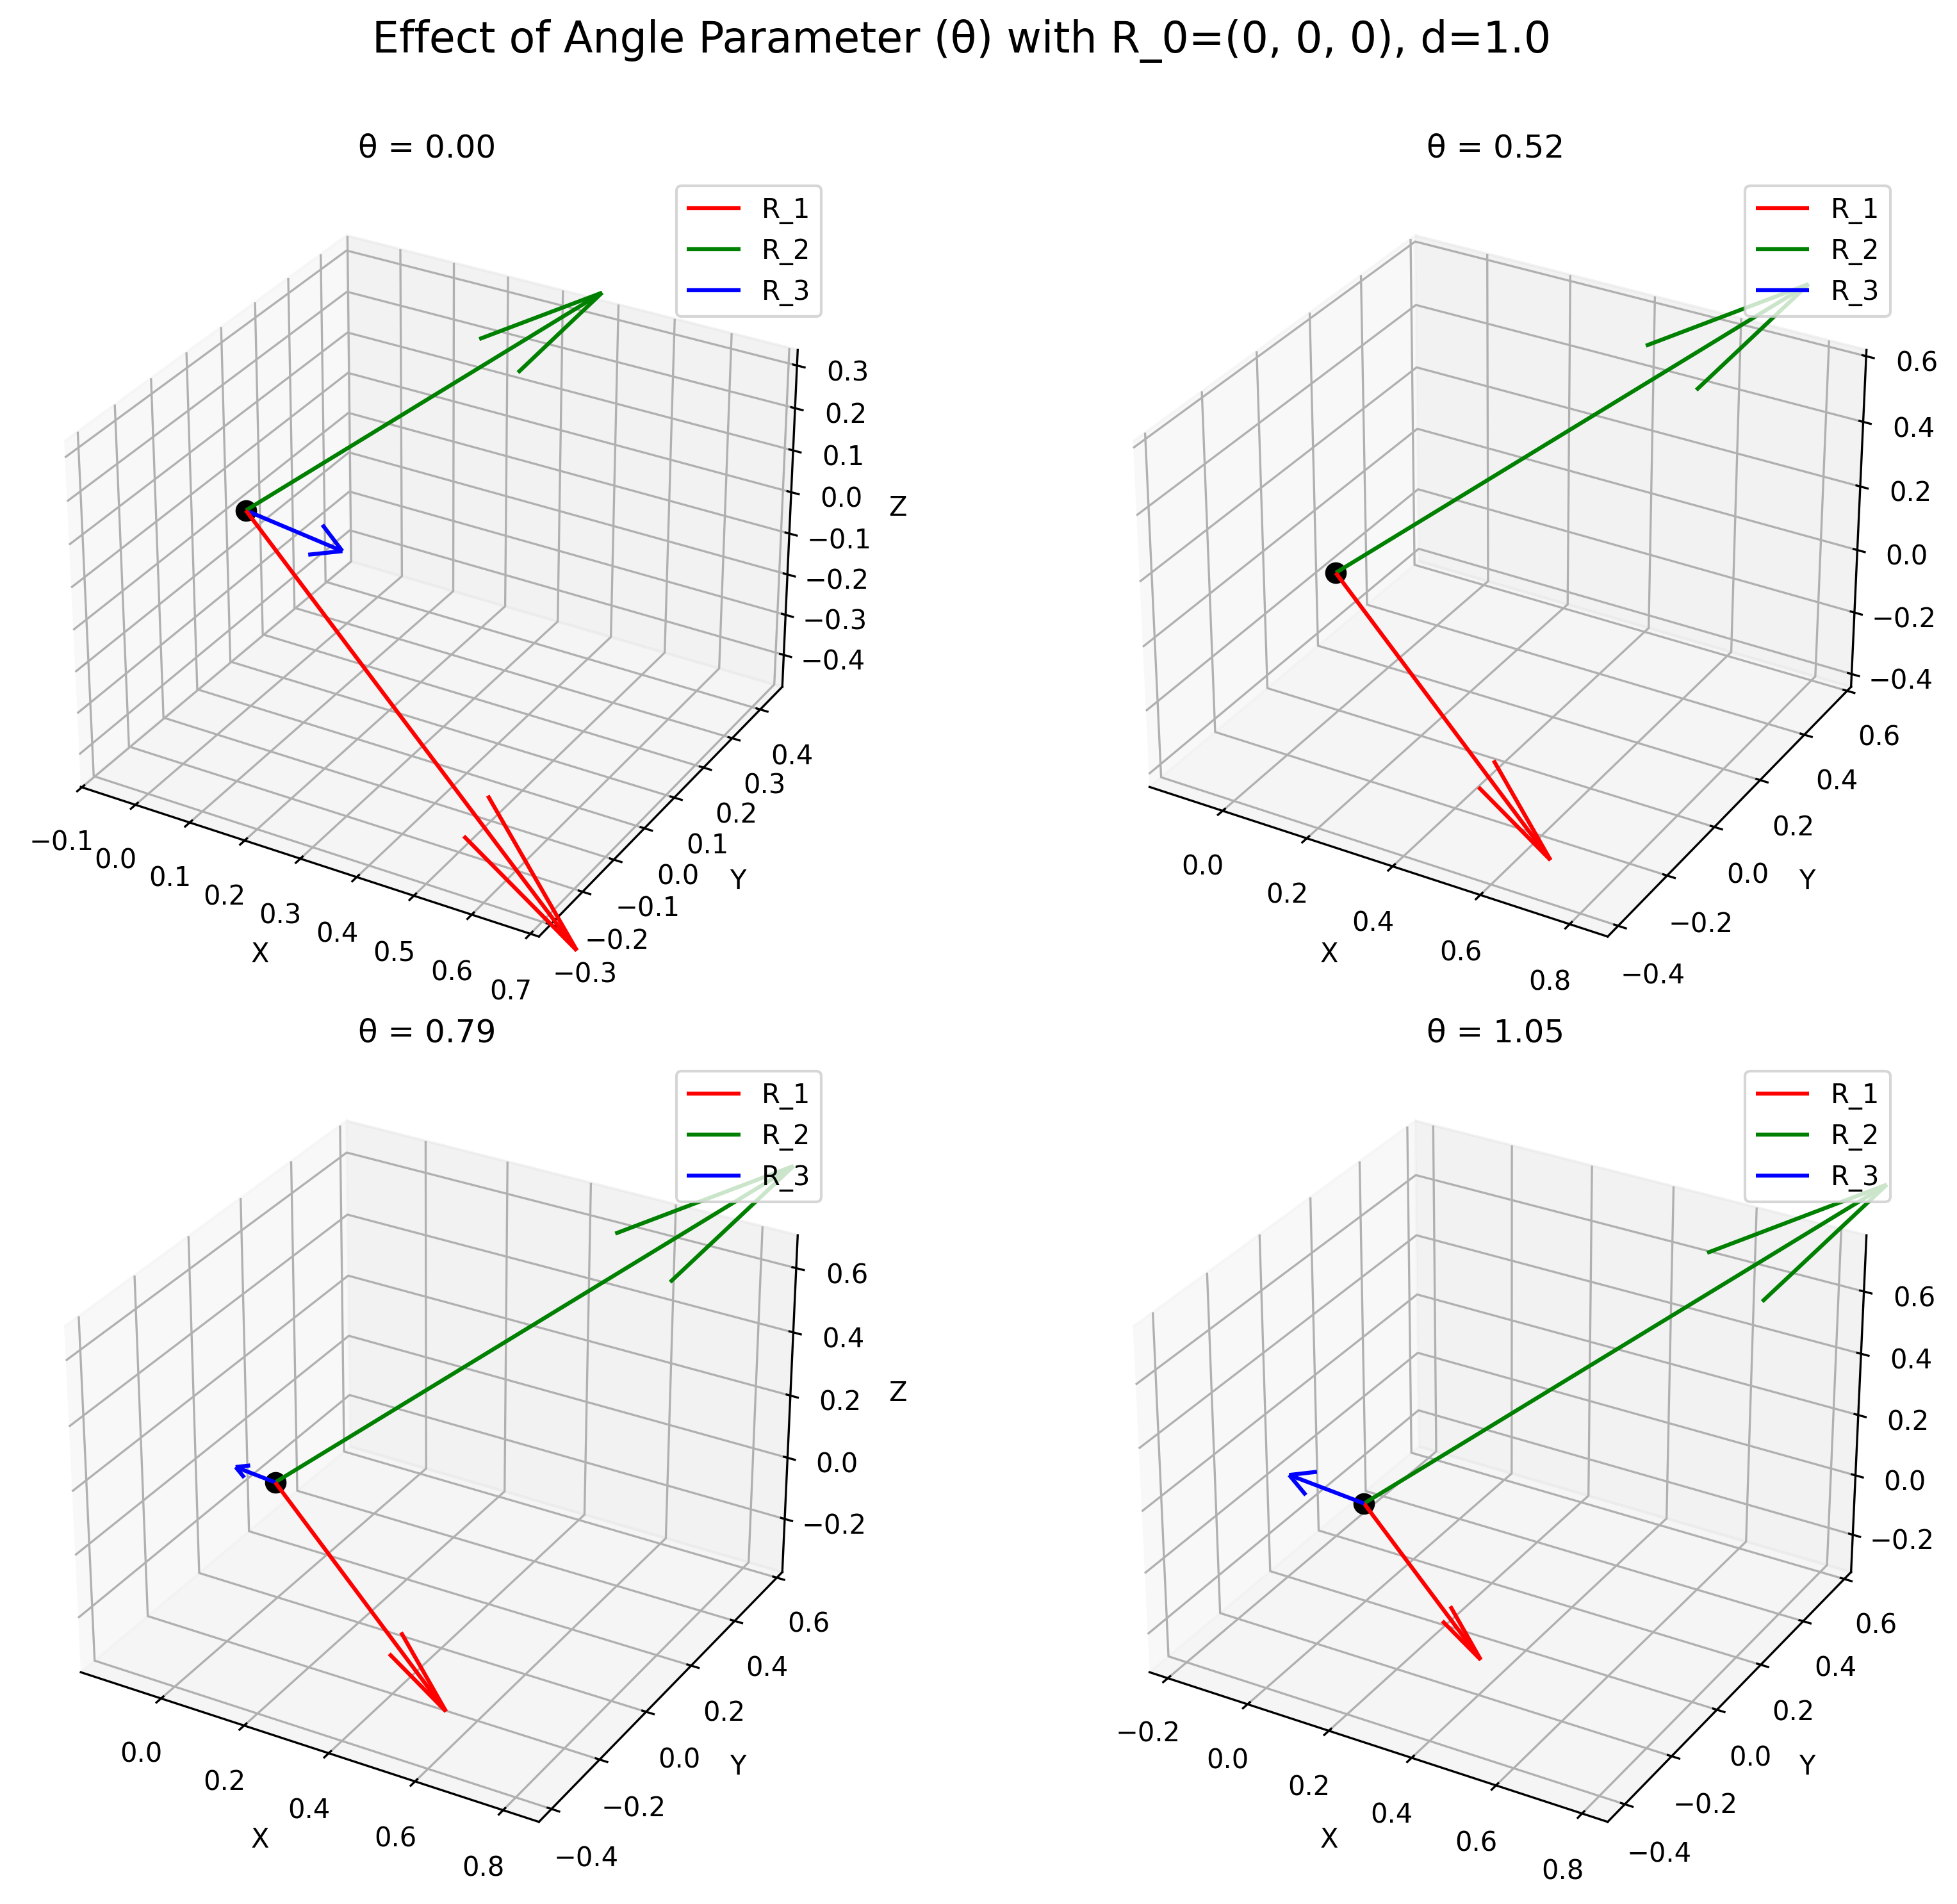 Effect of Angle Parameter (θ) with R_0=(0, 0, 0), d=1.0
θ = 0.00
R_1
R_2
R_3
0.3
0.2
0.1
0.0
−0.1
−0.2
−0.3
−0.4
Z
0.4
0.3
0.2
0.1
0.0
−0.1
−0.2
−0.3
Y
−0.1
0.0
0.1
0.2
0.3
0.4
0.5
0.6
0.7
X
θ = 0.52
R_1
R_2
R_3
0.6
0.4
0.2
0.0
−0.2
−0.4
0.6
0.4
0.2
0.0
−0.2
−0.4
Y
0.0
0.2
0.4
0.6
0.8
X
θ = 0.79
R_1
R_2
R_3
0.6
0.4
0.2
0.0
−0.2
Z
0.6
0.4
0.2
0.0
−0.2
−0.4
Y
0.0
0.2
0.4
0.6
0.8
X
θ = 1.05
R_1
R_2
R_3
0.6
0.4
0.2
0.0
−0.2
0.6
0.4
0.2
0.0
−0.2
−0.4
Y
−0.2
0.0
0.2
0.4
0.6
0.8
X